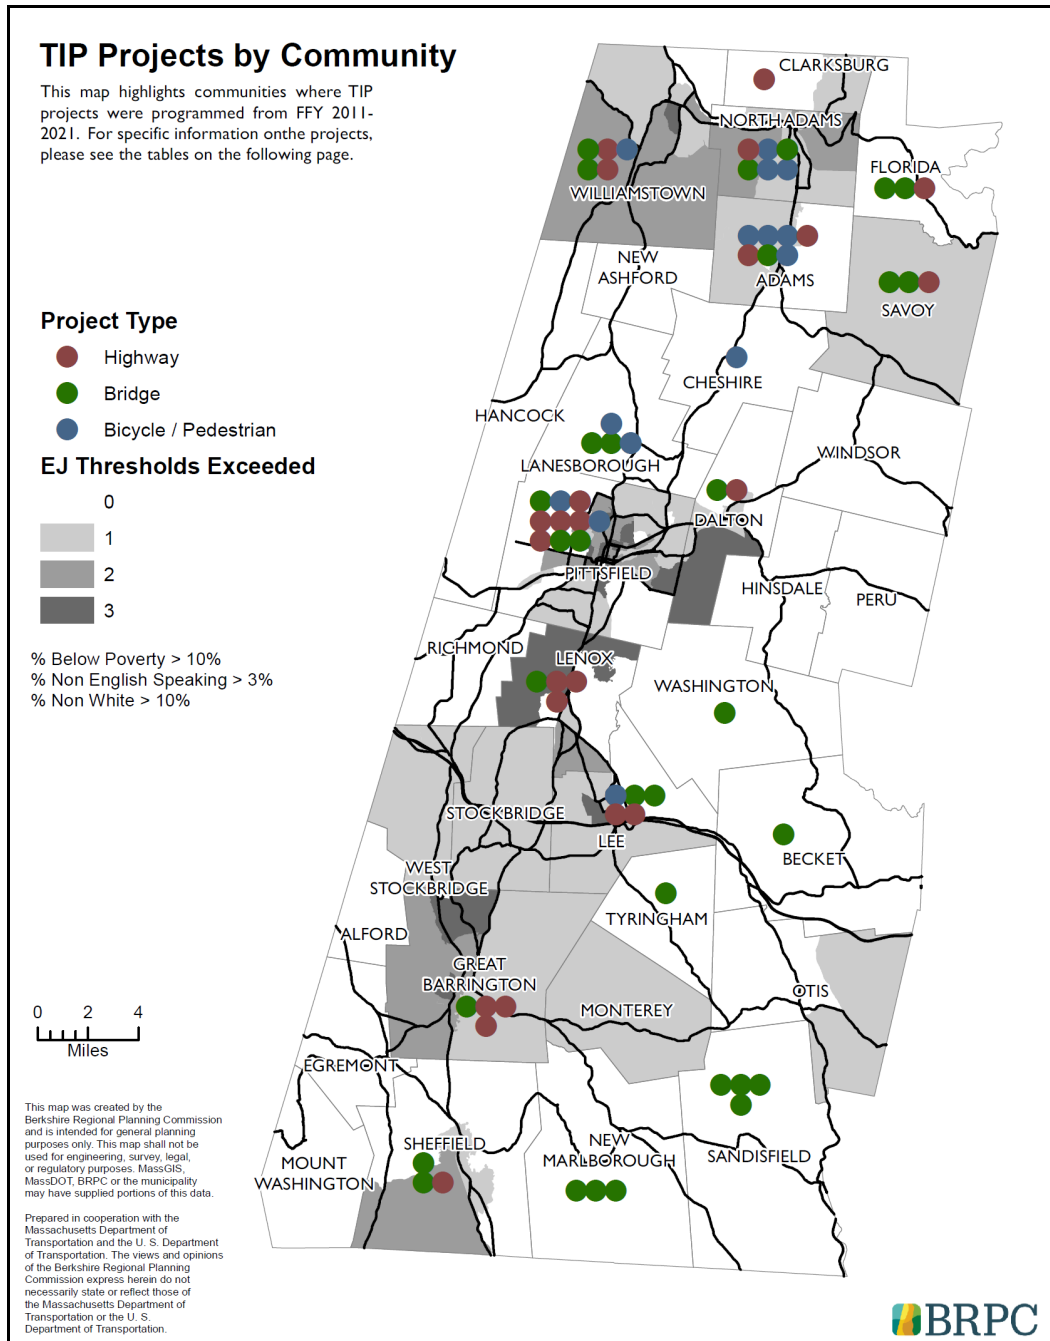 TIP Projects by Community
This map highlights communities where TIP
projects were programmed from FFY 2011-
2021. For specific information onthe projects,
please see the tables on the following page.
CLARKSBURG
NORTH ADAMS
FLORIDA
WILLIAMSTOWN
NEW
ASHFORD
ADAMS
SAVOY
Project Type
Highway
Bridge
Bicycle / Pedestrian
CHESHIRE
HANCOCK
LANESBOROUGH
WINDSOR
EJ Thresholds Exceeded
0
1
2
3
DALTON
PITTSFIELD
HINSDALE
PERU
% Below Poverty > 10%
% Non English Speaking > 3%
% Non White > 10%
RICHMOND
LENOX
WASHINGTON
STOCKBRIDGE
LEE
BECKET
WEST
STOCKBRIDGE
TYRINGHAM
ALFORD
GREAT
BARRINGTON
MONTEREY
OTIS
0 2 4
Miles
EGREMONT
SHEFFIELD
MOUNT
WASHINGTON
NEW
MARLBOROUGH
SANDISFIELD
This map was created by the
Berkshire Regional Planning Commission
and is intended for general planning
purposes only. This map shall not be
used for engineering, survey, legal,
or regulatory purposes. MassGIS,
MassDOT, BRPC or the municipality
may have supplied portions of this data.
Prepared in cooperation with the
Massachusetts Department of
Transportation and the U. S. Department
of Transportation. The views and opinions
of the Berkshire Regional Planning
Commission express herein do not
necessarily state or reflect those of
the Massachusetts Department of
Transportation or the U. S.
Department of Transportation.
BRPC